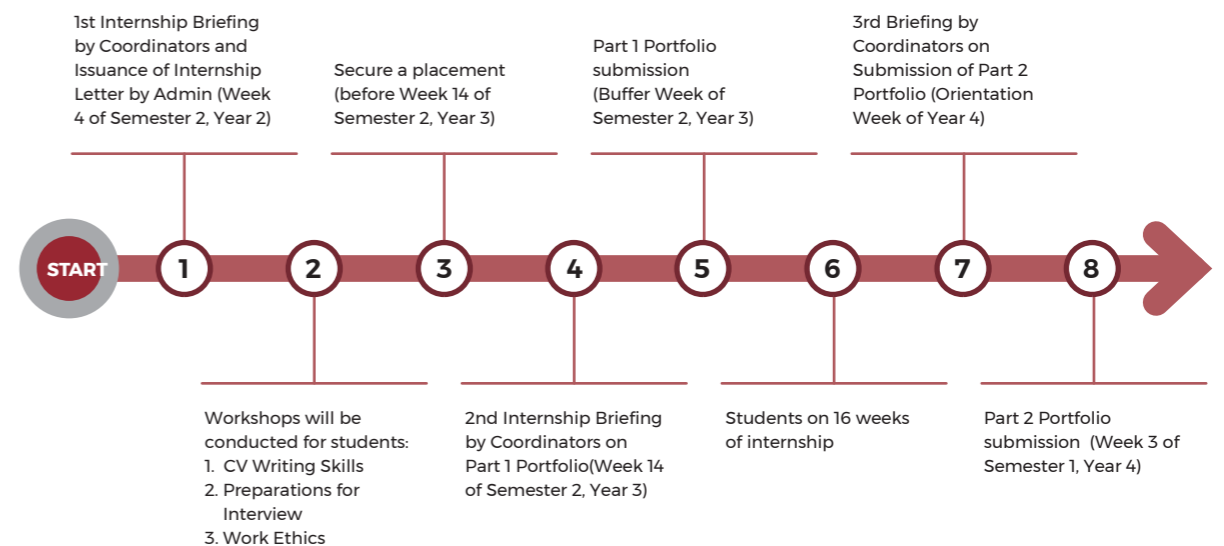 1st Internship Briefing
by Coordinators and
Issuance of Internship
Letter by Admin (Week
4 of Semester 2, Year 2)
Secure a placement
(before Week 14 of
Semester 2, Year 3)
Part 1 Portfolio
submission
(Buffer Week of
Semester 2, Year 3)
3rd Briefing by
Coordinators on
Submission of Part 2
Portfolio (Orientation
Week of Year 4)
START
1
2
3
4
5
6
7
8
Workshops will be
conducted for students:
1. CV Writing Skills
2. Preparations for
Interview
3. Work Ethics
2nd Internship Briefing
by Coordinators on
Part 1 Portfolio(Week 14
of Semester 2, Year 3)
Students on 16 weeks
of internship
Part 2 Portfolio
submission (Week 3 of
Semester 1, Year 4)